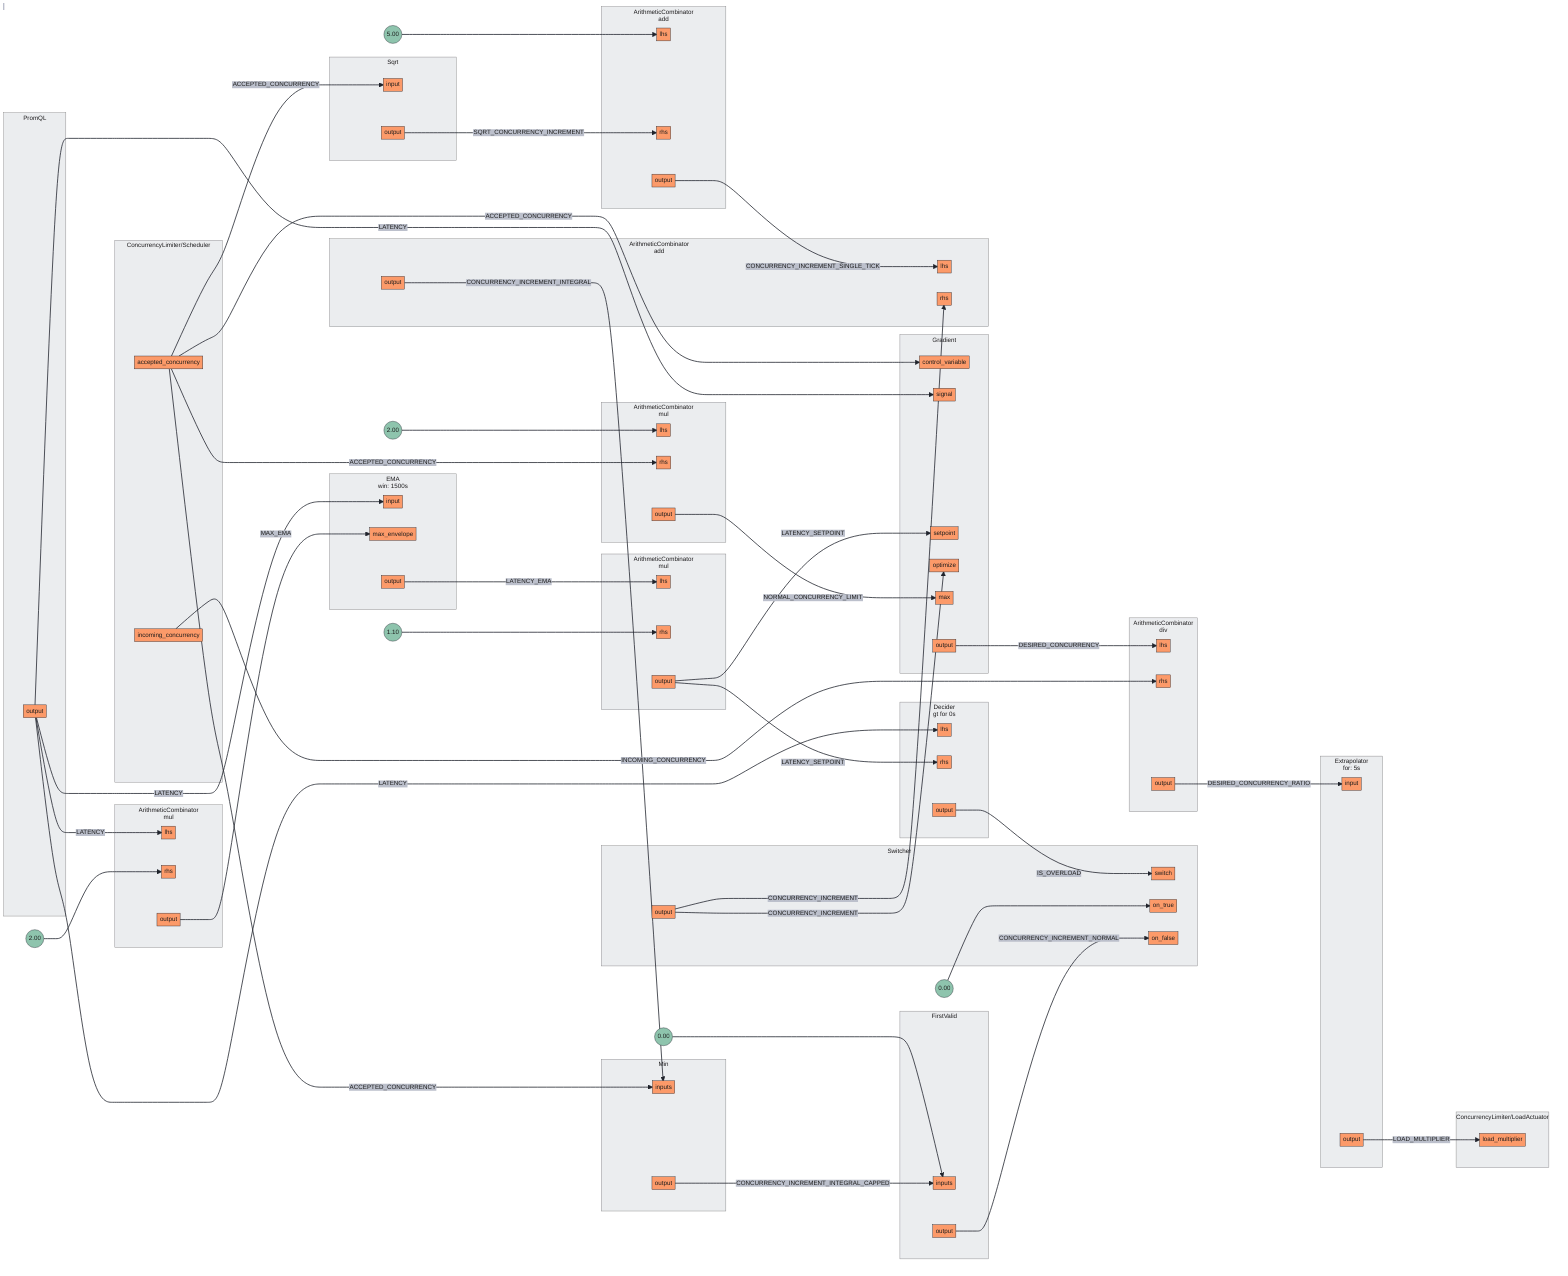 PromQL
output
ConcurrencyLimiter/Scheduler
accepted_concurrency
incoming_concurrency
ArithmeticCombinator
mul
lhs
rhs
output
2.00
Sqrt
input
output
5.00
ArithmeticCombinator
add
lhs
rhs
output
ArithmeticCombinator
add
output
lhs
rhs
EMA
win: 1500s
input
max_envelope
output
2.00
ArithmeticCombinator
mul
lhs
rhs
output
1.10
ArithmeticCombinator
mul
lhs
rhs
output
Gradient
control_variable
signal
setpoint
optimize
max
output
Decider
gt for 0s
lhs
rhs
output
Switcher
output
switch
on_true
on_false
0.00
0.00
Min
inputs
output
FirstValid
inputs
output
ArithmeticCombinator
div
rhs
rhs
output
Extrapolator
for: 5s
input
output
ConcurrencyLimiter/LoadActuator
load_multiplier
ACCEPTED_CONCURRENCY
SQRT_CONCURRENCY_INCREMENT
ACCEPTED_CONCURRENCY
LATENCY
CONCURRENCY_INCREMENT_SINGLE_TICK
CONCURRENCY_INCREMENT_INTEGRAL
ACCEPTED_CONCURRENCY
MAX_EMA
LATENCY_SETPOINT
LATENCY_EMA
NORMAL_CONCURRENCY_LIMIT
DESIRED_CONCURRENCY
INCOMING_CONCURRENCY
LATENCY_SETPOINT
LATENCY
LATENCY
DESIRED_CONCURRENCY_RATIO
LATENCY
IS_OVERLOAD
CONCURRENCY_INCREMENT
CONCURRENCY_INCREMENT
CONCURRENCY_INCREMENT_NORMAL
ACCEPTED_CONCURRENCY
LOAD_MULTIPLIER
CONCURRENCY_INCREMENT_INTEGRAL_CAPPED